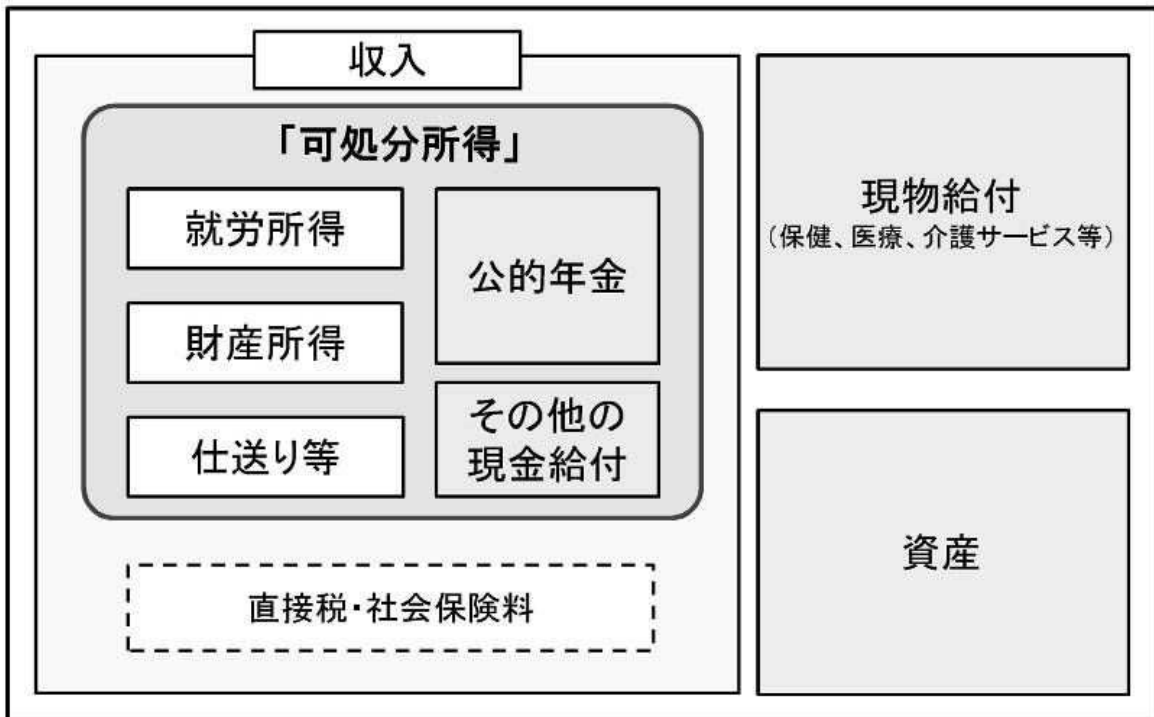 収入
「可処分所得」
就労所得
財産所得
仕送り等
公的年金
その他の
現金給付
直接税・社会保険料
現物給付
（保健、医療、介護サービス等）
資産